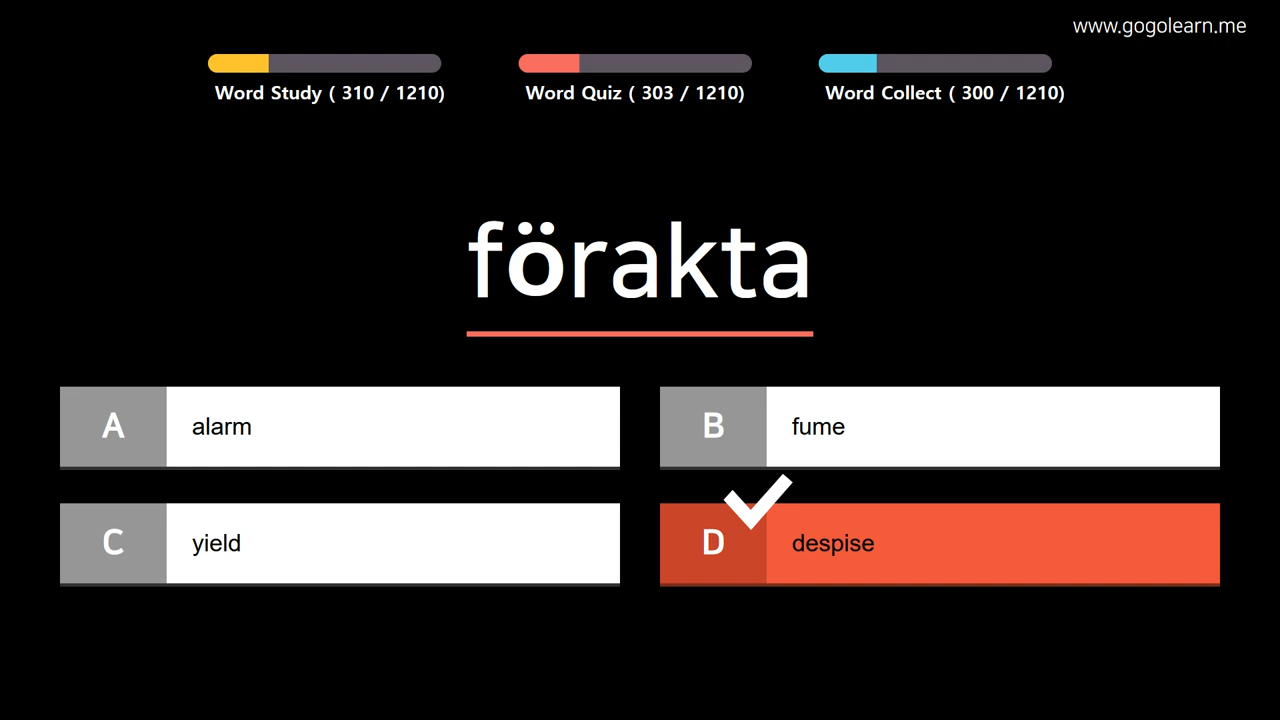 www.gogolearn.me
Word Study ( 310 / 1210)
Word Quiz ( 303 / 1210)
Word Collect ( 300 / 1210)
förakta
A alarm
B fume
C yield
D despise